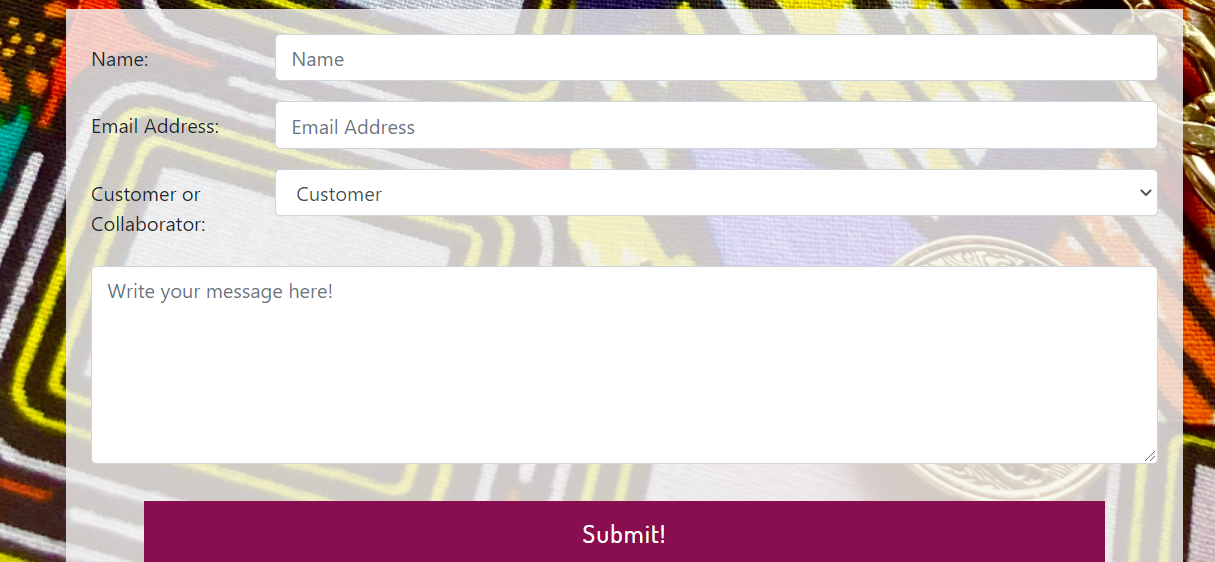 Name:
Name
Email Address:
Email Address
Customer or
Collaborator:
Customer
Write your message here!
Submit!